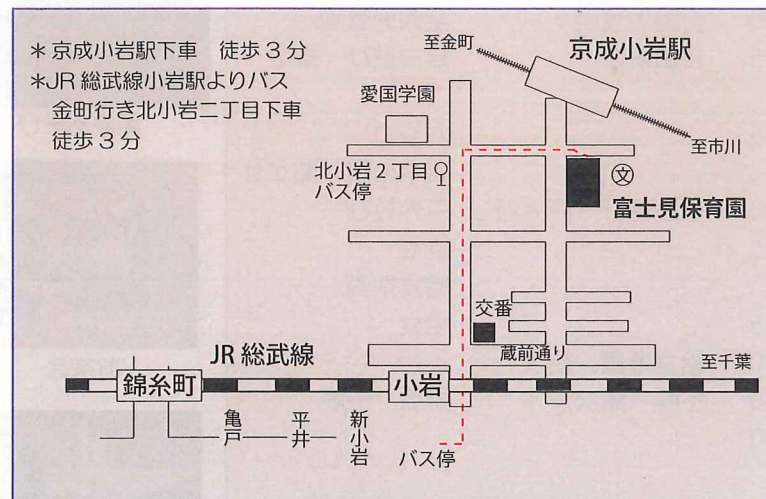 ＊京成小岩駅下車　徒歩３分
＊JR 総武線小岩駅よりバス
金町行き北小岩二丁目下車
徒歩３分
至金町
京成小岩駅
愛国学園
至市川
北小岩２丁目
バス停
文
富士見保育園
交番
蔵前通り
JR 総武線
至千葉
錦糸町
小岩
亀戸
平井
新小岩
バス停